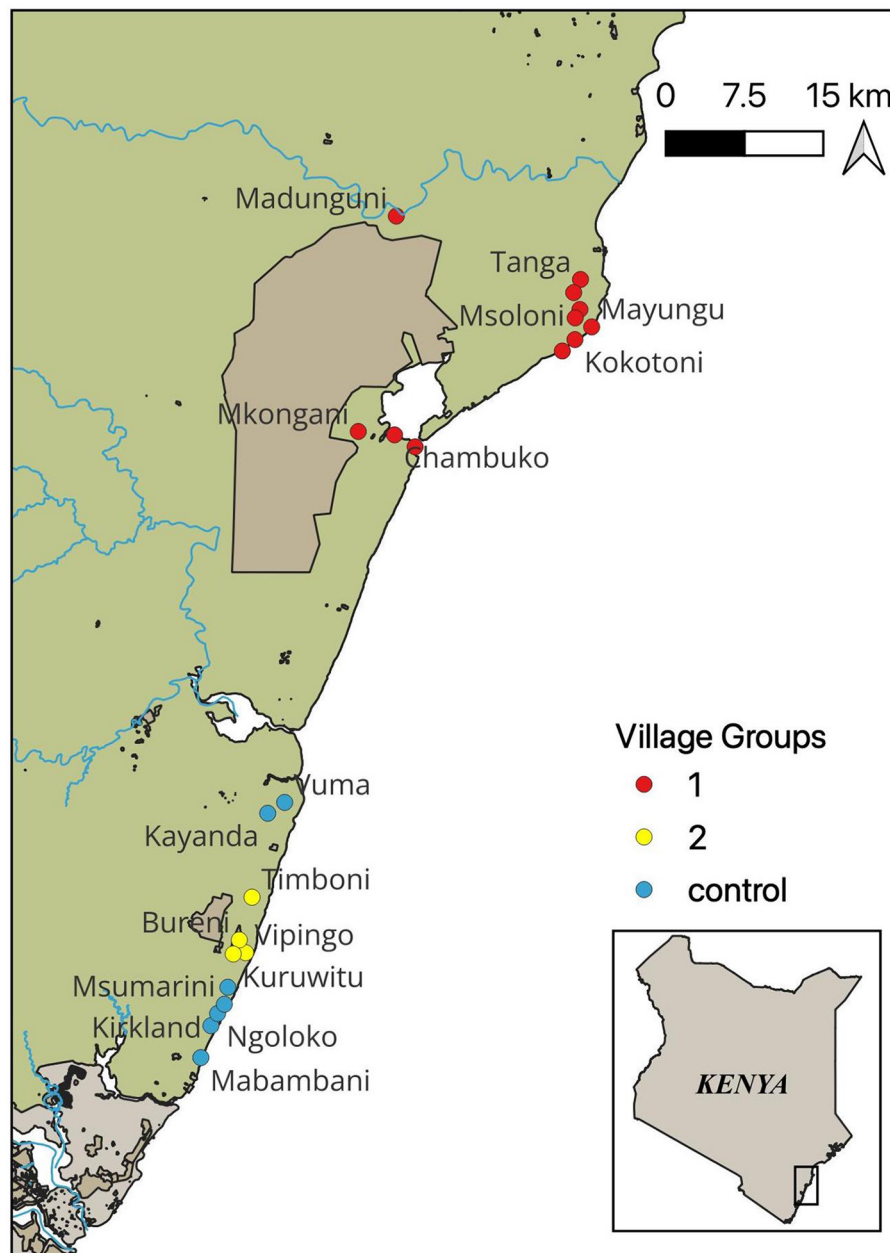 0 7.5 15 km
Madunguni
Tanga
Msoloni
Mayungu
Kokotoni
Mkongani
Chambuko
Vuma
Kayanda
Timboni
Bureni
Vipingo
Kuruwitu
Msumarini
Kirkland
Ngoloko
Mabambani
Village Groups
1
2
control
KENYA